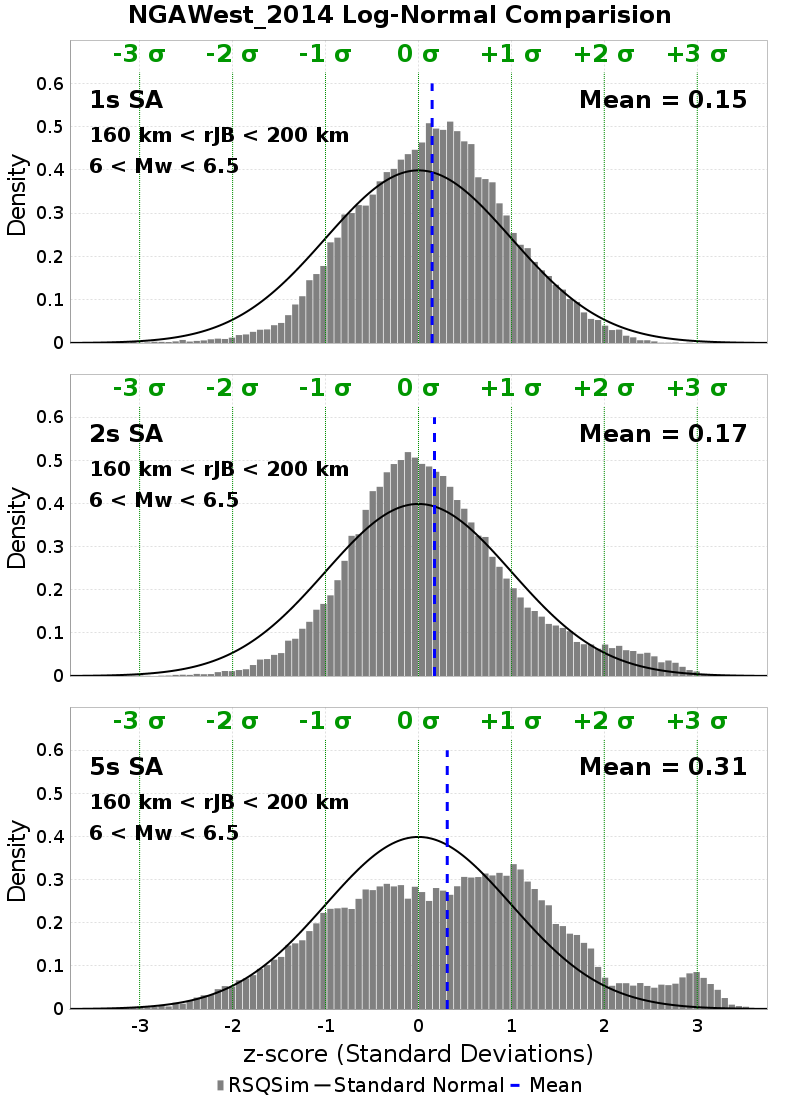 NGAWest_2014 Log-Normal Comparision
-3 σ -2 σ -1 σ 0 σ +1 σ +2 σ +3 σ
0.6
1s SA Mean = 0.15
0.5
160 km < rJB < 200 km
6 < Mw < 6.5
0.4
Density
0.3
0.2
0.1
0
-3 σ -2 σ -1 σ 0 σ +1 σ +2 σ +3 σ
0.6
2s SA Mean = 0.17
0.5
160 km < rJB < 200 km
6 < Mw < 6.5
0.4
Density
0.3
0.2
0.1
0
-3 σ -2 σ -1 σ 0 σ +1 σ +2 σ +3 σ
0.6
5s SA Mean = 0.31
0.5
160 km < rJB < 200 km
6 < Mw < 6.5
0.4
Density
0.3
0.2
0.1
0
-3 -2 -1 0 1 2 3
z-score (Standard Deviations)
RSQSim Standard Normal Mean